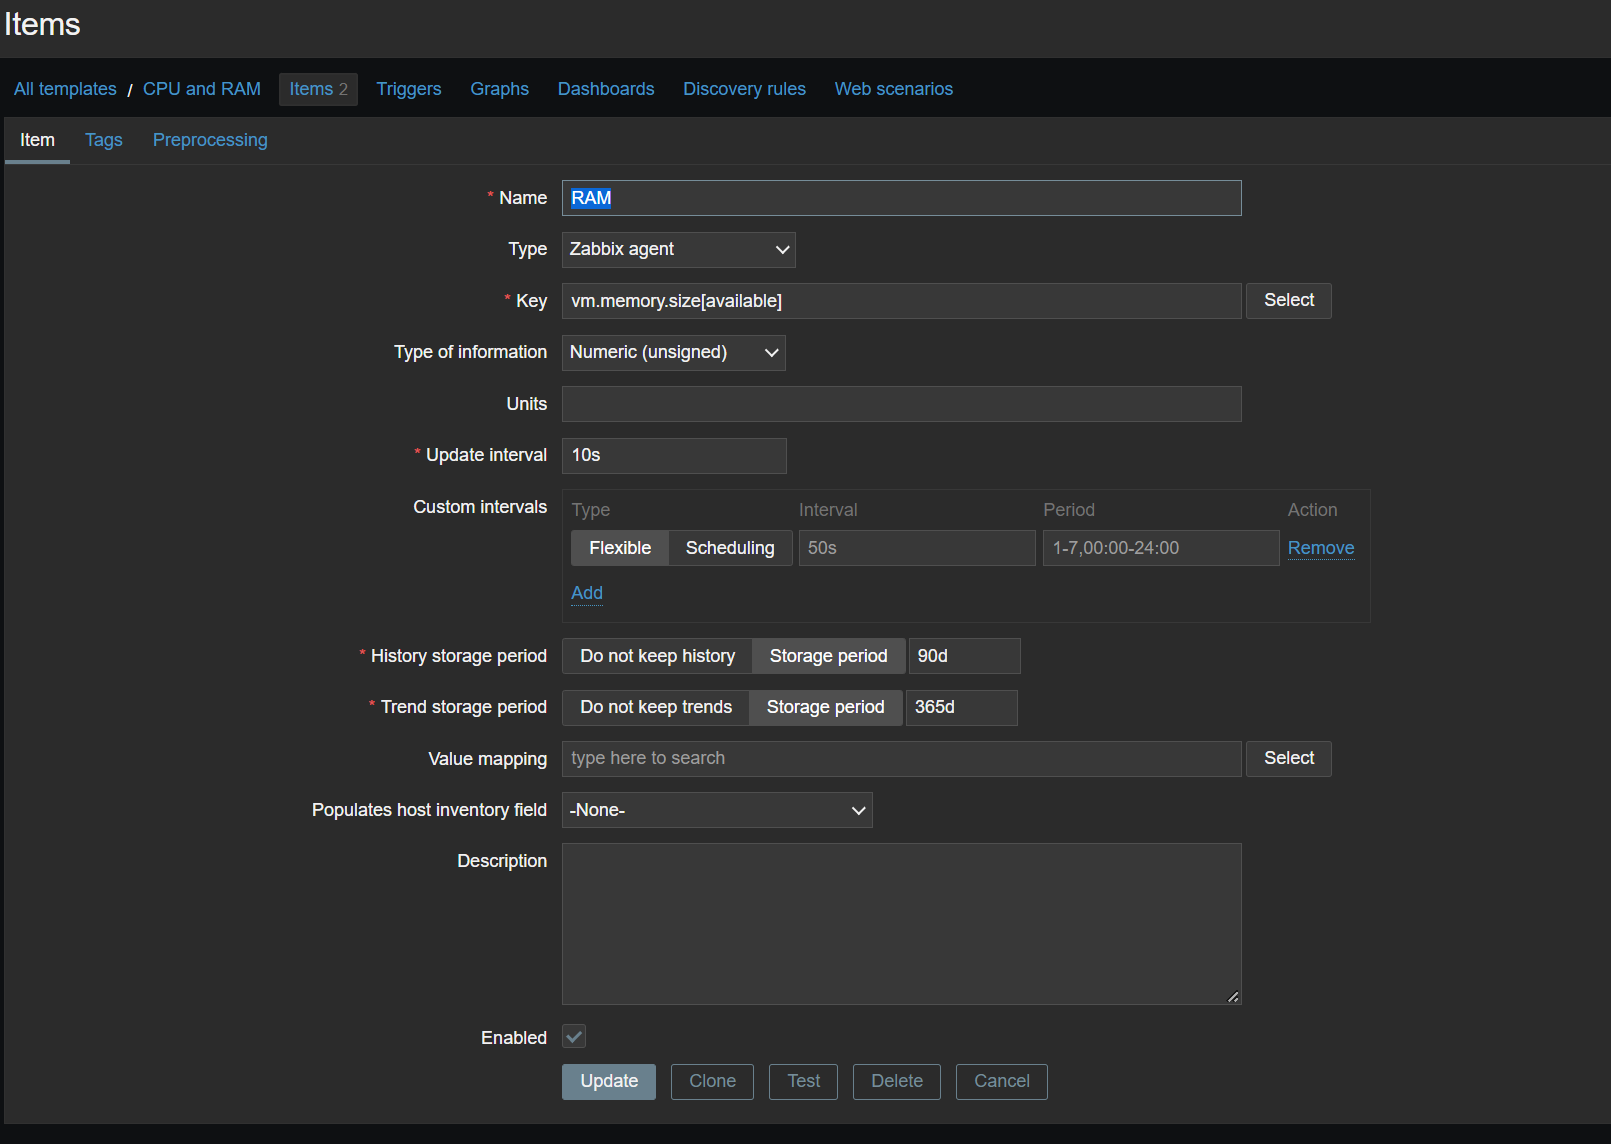 Items
All templates / CPU and RAM Items 2 Triggers Graphs Dashboards Discovery rules Web scenarios
Item Tags Preprocessing
* Name RAM
Type Zabbix agent
* Key vm.memory.size[available] Select
Type of information Numeric (unsigned)
Units
* Update interval 10s
Custom intervals Type Interval Period Action
Flexible Scheduling 50s 1-7,00:00-24:00 Remove
Add
* History storage period Do not keep history Storage period 90d
* Trend storage period Do not keep trends Storage period 365d
Value mapping type here to search Select
Populates host inventory field -None-
Description
Enabled
Update Clone Test Delete Cancel